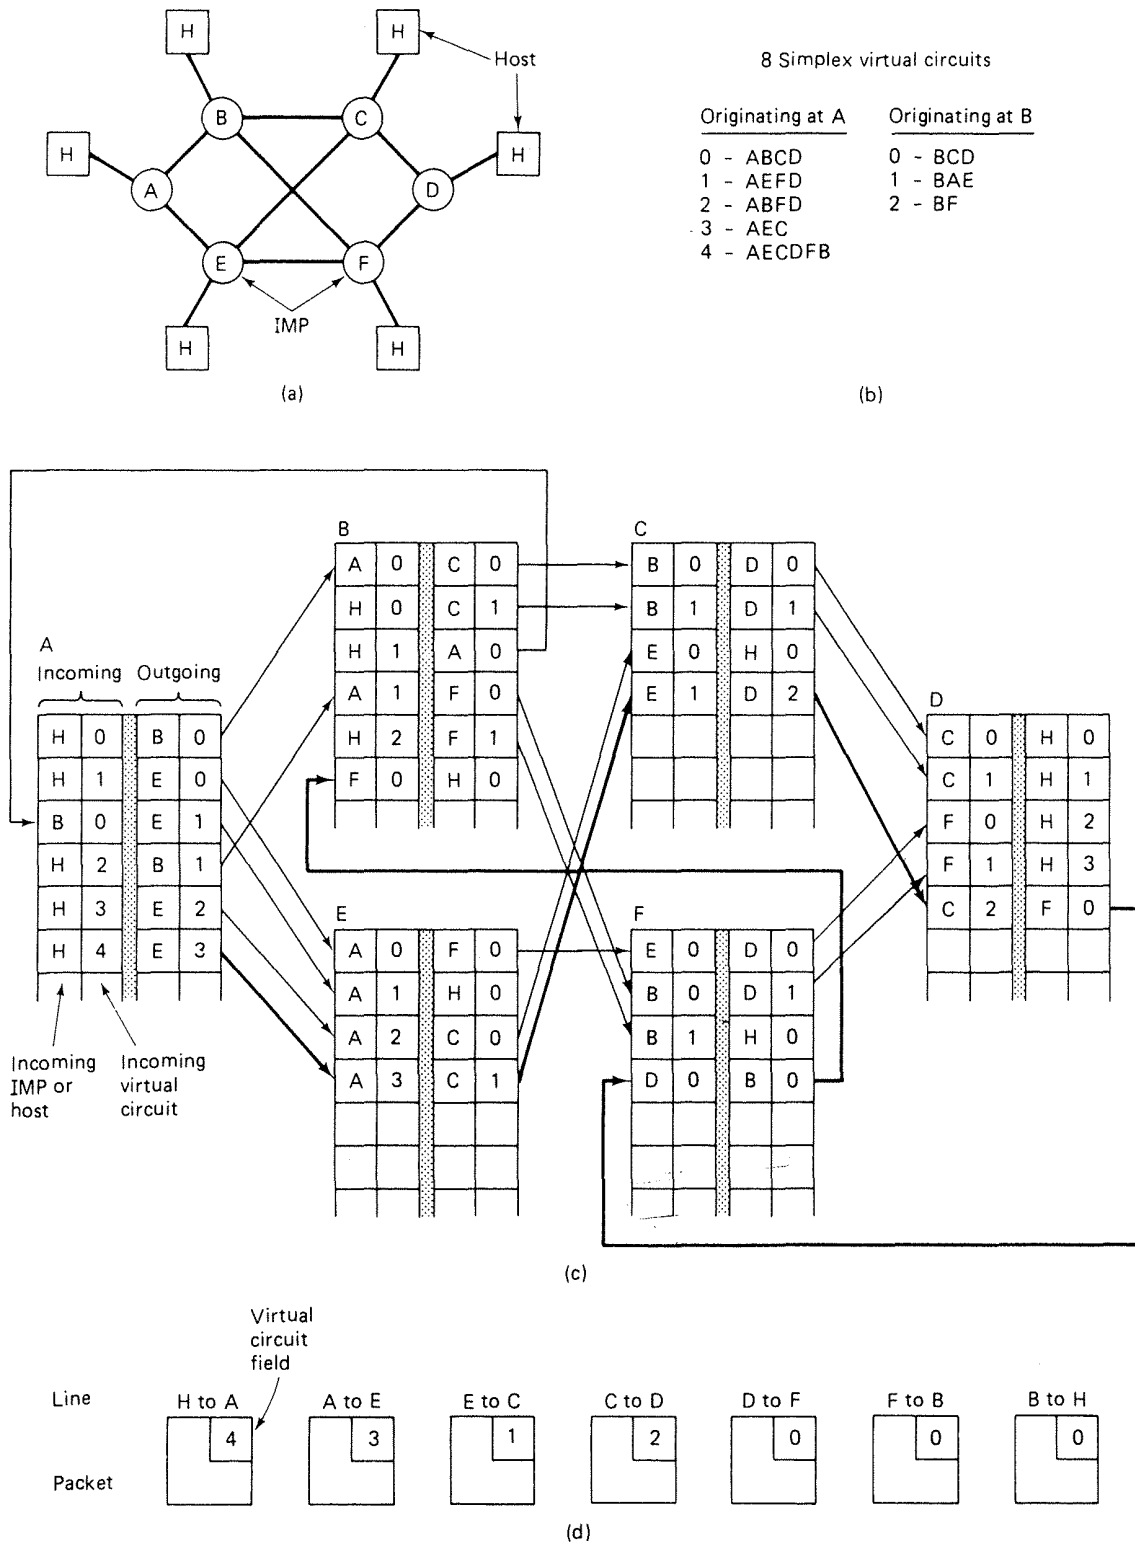 H H
Host
B C
H H
A D
E F
IMP
H H
(a)
8 Simplex virtual circuits
Originating at A Originating at B
0 - ABCD 0 - BCD
1 - AEFD 1 - BAE
2 - ABFD 2 - BF
3 - AEC
4 - AECDFB
(b)
A
Incoming Outgoing
H 0 B 0
H 1 E 0
B 0 E 1
H 2 B 1
H 3 E 2
H 4 E 3
Incoming
IMP or
host
Incoming
virtual
circuit
B
A 0 C 0
H 0 C 1
H 1 A 0
A 1 F 0
H 2 F 1
F 0 H 0
C
B 0 D 0
B 1 D 1
E 0 H 0
E 1 D 2
D
C 0 H 0
C 1 H 1
F 0 H 2
F 1 H 3
C 2 F 0
E
A 0 F 0
A 1 H 0
A 2 C 0
A 3 C 1
F
E 0 D 0
B 0 D 1
B 1 H 0
D 0 B 0
(c)
Virtual
circuit
field
Line H to A A to E E to C C to D D to F F to B B to H
4 3 1 2 0 0 0
Packet
(d)